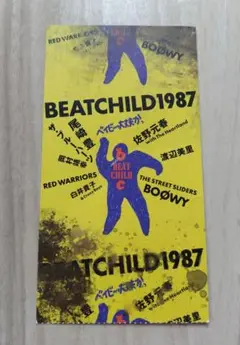 RED WARRIORS
BOØWY
BEATCHILD1987
ベイビー大丈夫か!
BEAT
CHILD
尾崎豊
ザ・ブルーハーツ
岡村靖幸
佐野元春
with The Heartland
渡辺美里
RED WARRIORS
白井貴子
THE STREET SLIDERS
BOØWY
BEATCHILD1987
ベイビー大丈夫か!
佐野元春